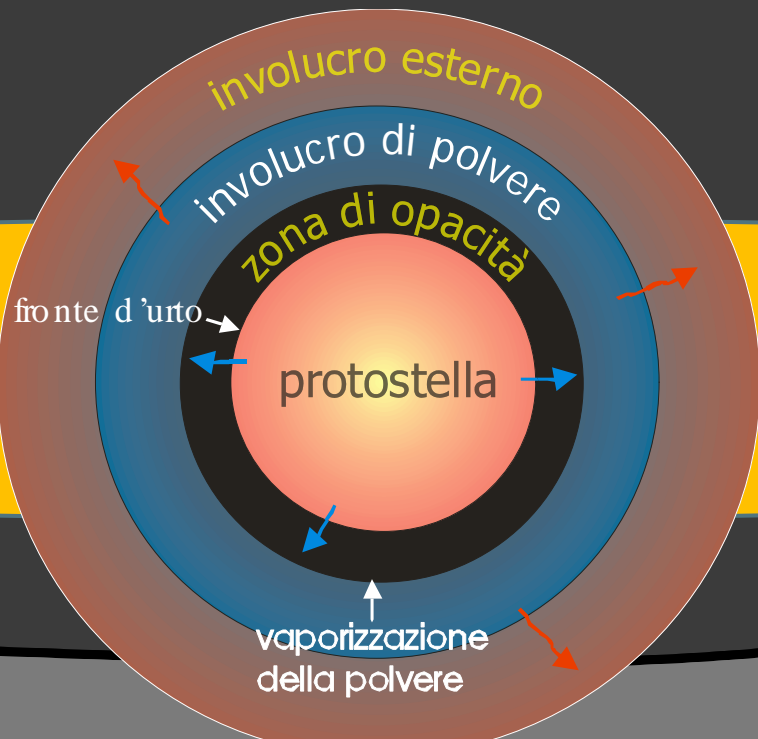 involucro esterno
involucro di polvere
zona di opacità
fronte d'urto
protostella
vaporizzazione
della polvere